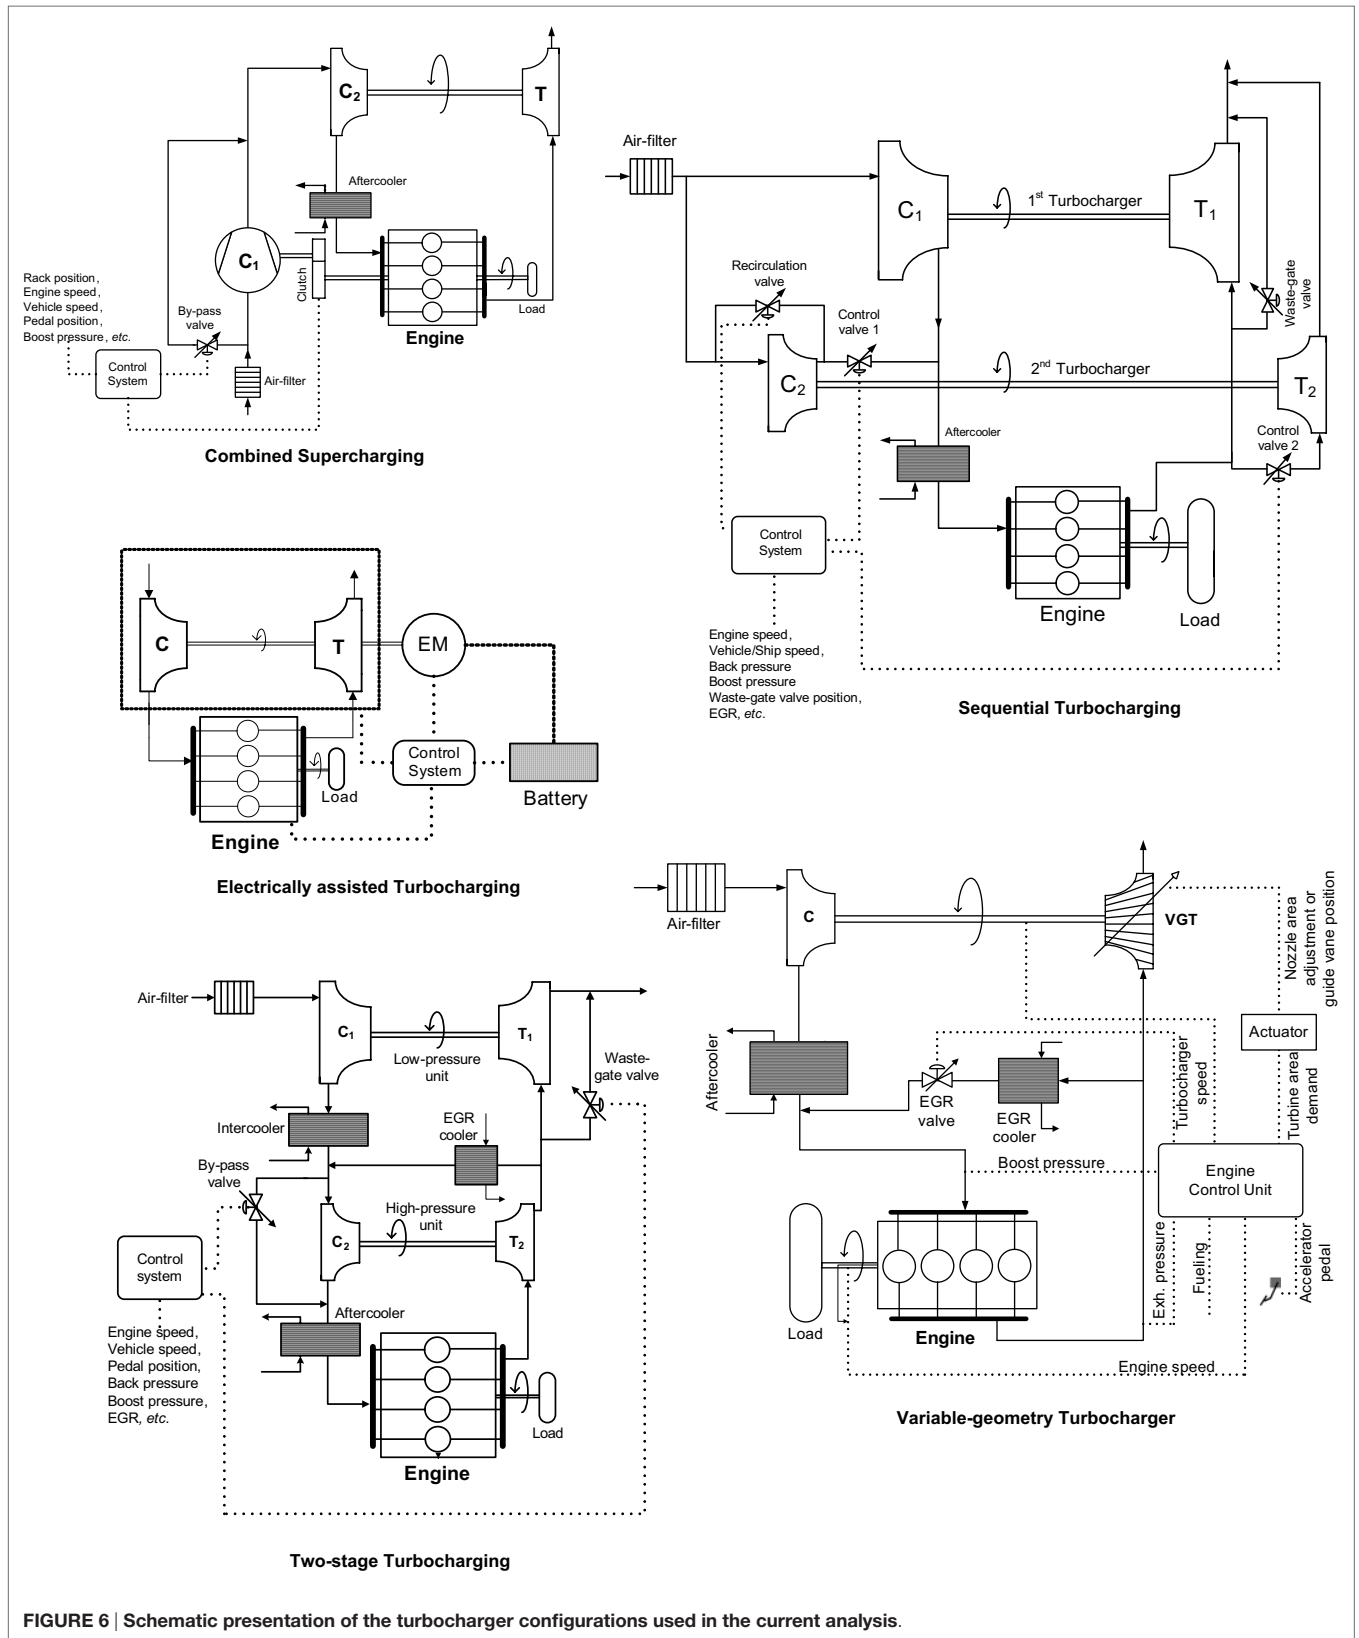 C2
T
Aftercooler
C1
Clutch
Rack position,
Engine speed,
Vehicle speed,
Pedal position,
Boost pressure, etc.
By-pass
valve
Control
System
Air-filter
Load
Engine
Combined Supercharging
Air-filter
C1
1st Turbocharger
T1
Recirculation
valve
Control
valve 1
Waste-gate
valve
C2
2nd Turbocharger
T2
Aftercooler
Control
valve 2
Control
System
Engine
Load
Engine speed,
Vehicle/Ship speed,
Back pressure
Boost pressure
Waste-gate valve position,
EGR, etc.
Sequential Turbocharging
C
T
EM
Control
System
Battery
Load
Engine
Electrically assisted Turbocharging
Air-filter
C
VGT
Nozzle area
adjustment or
guide vane position
Aftercooler
EGR
valve
EGR
cooler
Turbocharger
speed
Actuator
Turbine area
demand
Boost pressure
Engine
Control Unit
Exh. pressure
Fueling
Accelerator
pedal
Load
Engine
Engine speed
Variable-geometry Turbocharger
Air-filter
C1
T1
Low-pressure
unit
Waste-
gate valve
Intercooler
EGR
cooler
By-pass
valve
High-pressure
unit
C2
T2
Control
system
Aftercooler
Engine speed,
Vehicle speed,
Pedal position,
Back pressure
Boost pressure,
EGR, etc.
Load
Engine
Two-stage Turbocharging
FIGURE 6 | Schematic presentation of the turbocharger configurations used in the current analysis.